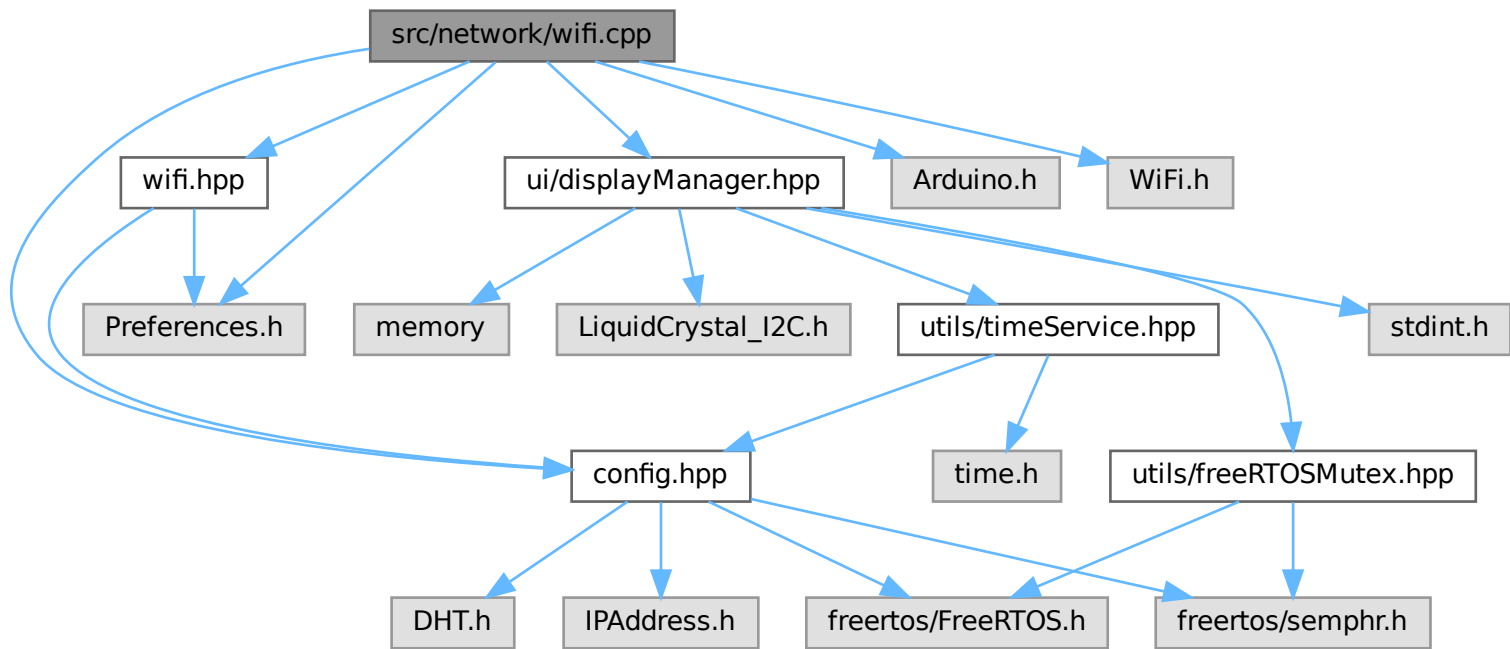 src/network/wifi.cpp
wifi.hpp
ui/displayManager.hpp
Arduino.h
WiFi.h
Preferences.h
memory
LiquidCrystal_I2C.h
utils/timeService.hpp
stdint.h
config.hpp
time.h
utils/freeRTOSMutex.hpp
DHT.h
IPAddress.h
freertos/FreeRTOS.h
freertos/semphr.h